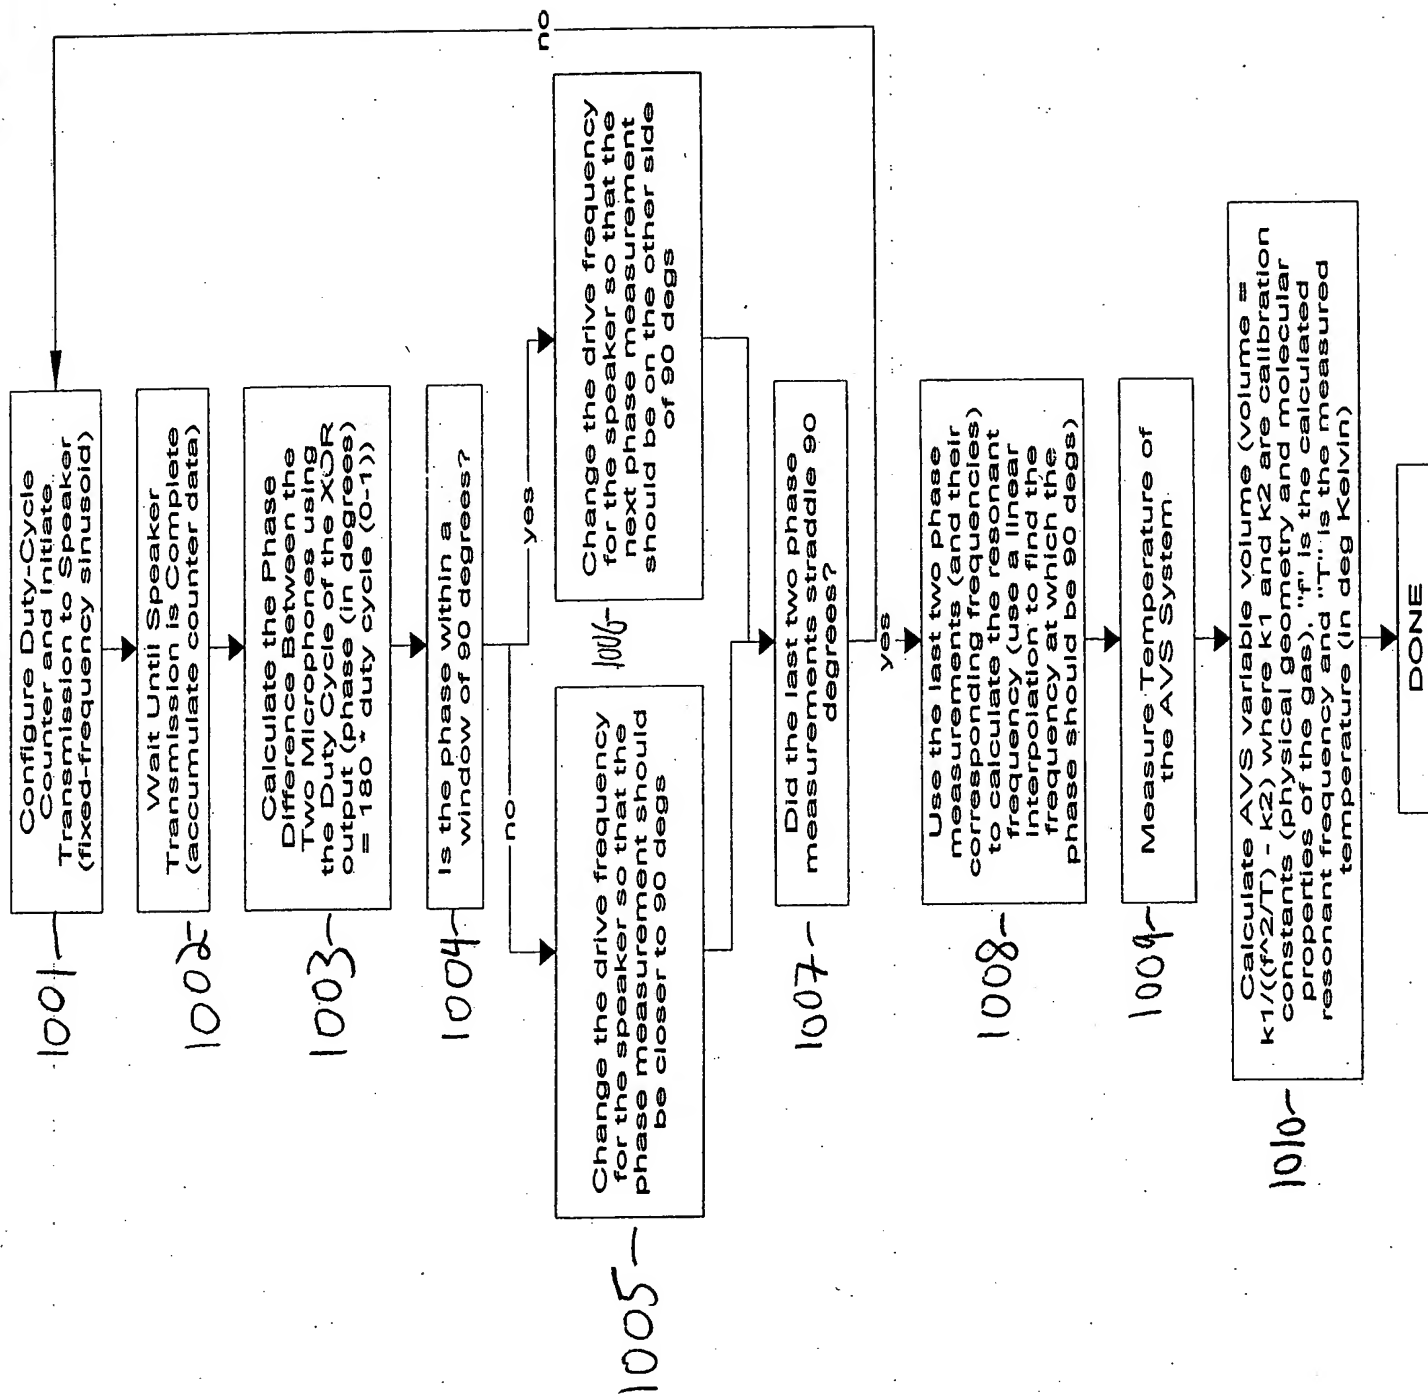 Configure Duty-Cycle
Counter and Initiate
Transmission to Speaker
(fixed-frequency sinusoid)
1001
Wait Until Speaker
Transmission is Complete
(accumulate counter data)
1002
Calculate the Phase
Difference Between the
Two Microphones using
the Duty Cycle of the XOR
output (phase (in degrees)
= 180 * duty cycle (0-1))
1003
Is the phase within a
window of 90 degrees?
1004
no
yes
Change the drive frequency
for the speaker so that the
phase measurement should
be closer to 90 degs
1005
Change the drive frequency
for the speaker so that the
next phase measurement
should be on the other side
of 90 degs
1006
Did the last two phase
measurements straddle 90
degrees?
1007
no
yes
Use the last two phase
measurements (and their
corresponding frequencies)
to calculate the resonant
frequency (use a linear
interpolation to find the
frequency at which the
phase should be 90 degs)
1008
Measure Temperature of
the AVS System
1009
Calculate AVS variable volume (volume =
k1/((f^2/T) - k2) where k1 and k2 are calibration
constants (physical geometry and molecular
properties of the gas). "f" is the calculated
resonant frequency and "T" is the measured
temperature (in deg Kelvin)
1010
DONE